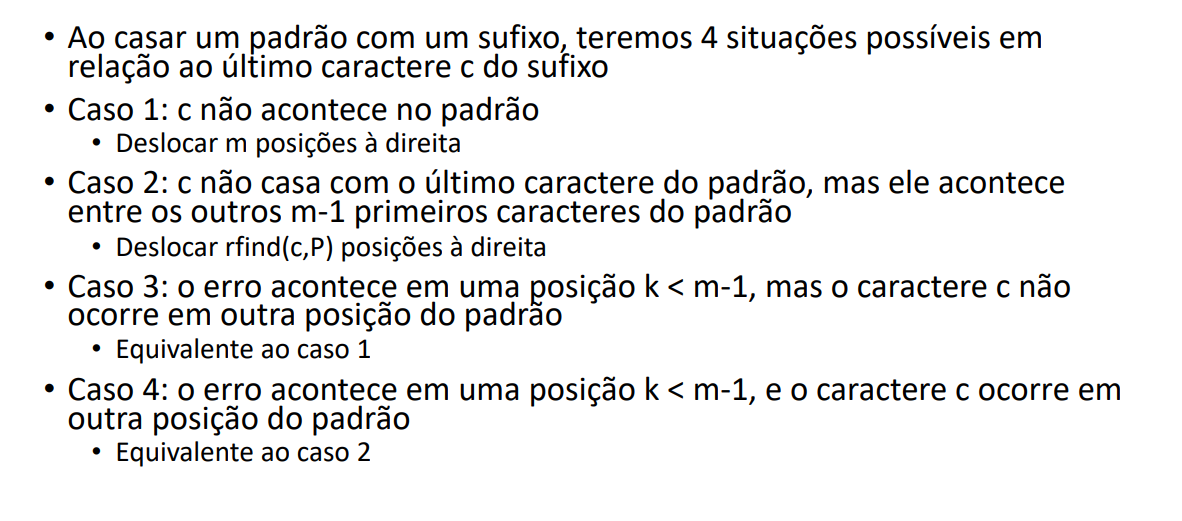 • Ao casar um padrão com um sufixo, teremos 4 situações possíveis em
relação ao último caractere c do sufixo
• Caso 1: c não acontece no padrão
• Deslocar m posições à direita
• Caso 2: c não casa com o último caractere do padrão, mas ele acontece
entre os outros m-1 primeiros caracteres do padrão
• Deslocar rfind(c,P) posições à direita
• Caso 3: o erro acontece em uma posição k < m-1, mas o caractere c não
ocorre em outra posição do padrão
• Equivalente ao caso 1
• Caso 4: o erro acontece em uma posição k < m-1, e o caractere c ocorre em
outra posição do padrão
• Equivalente ao caso 2